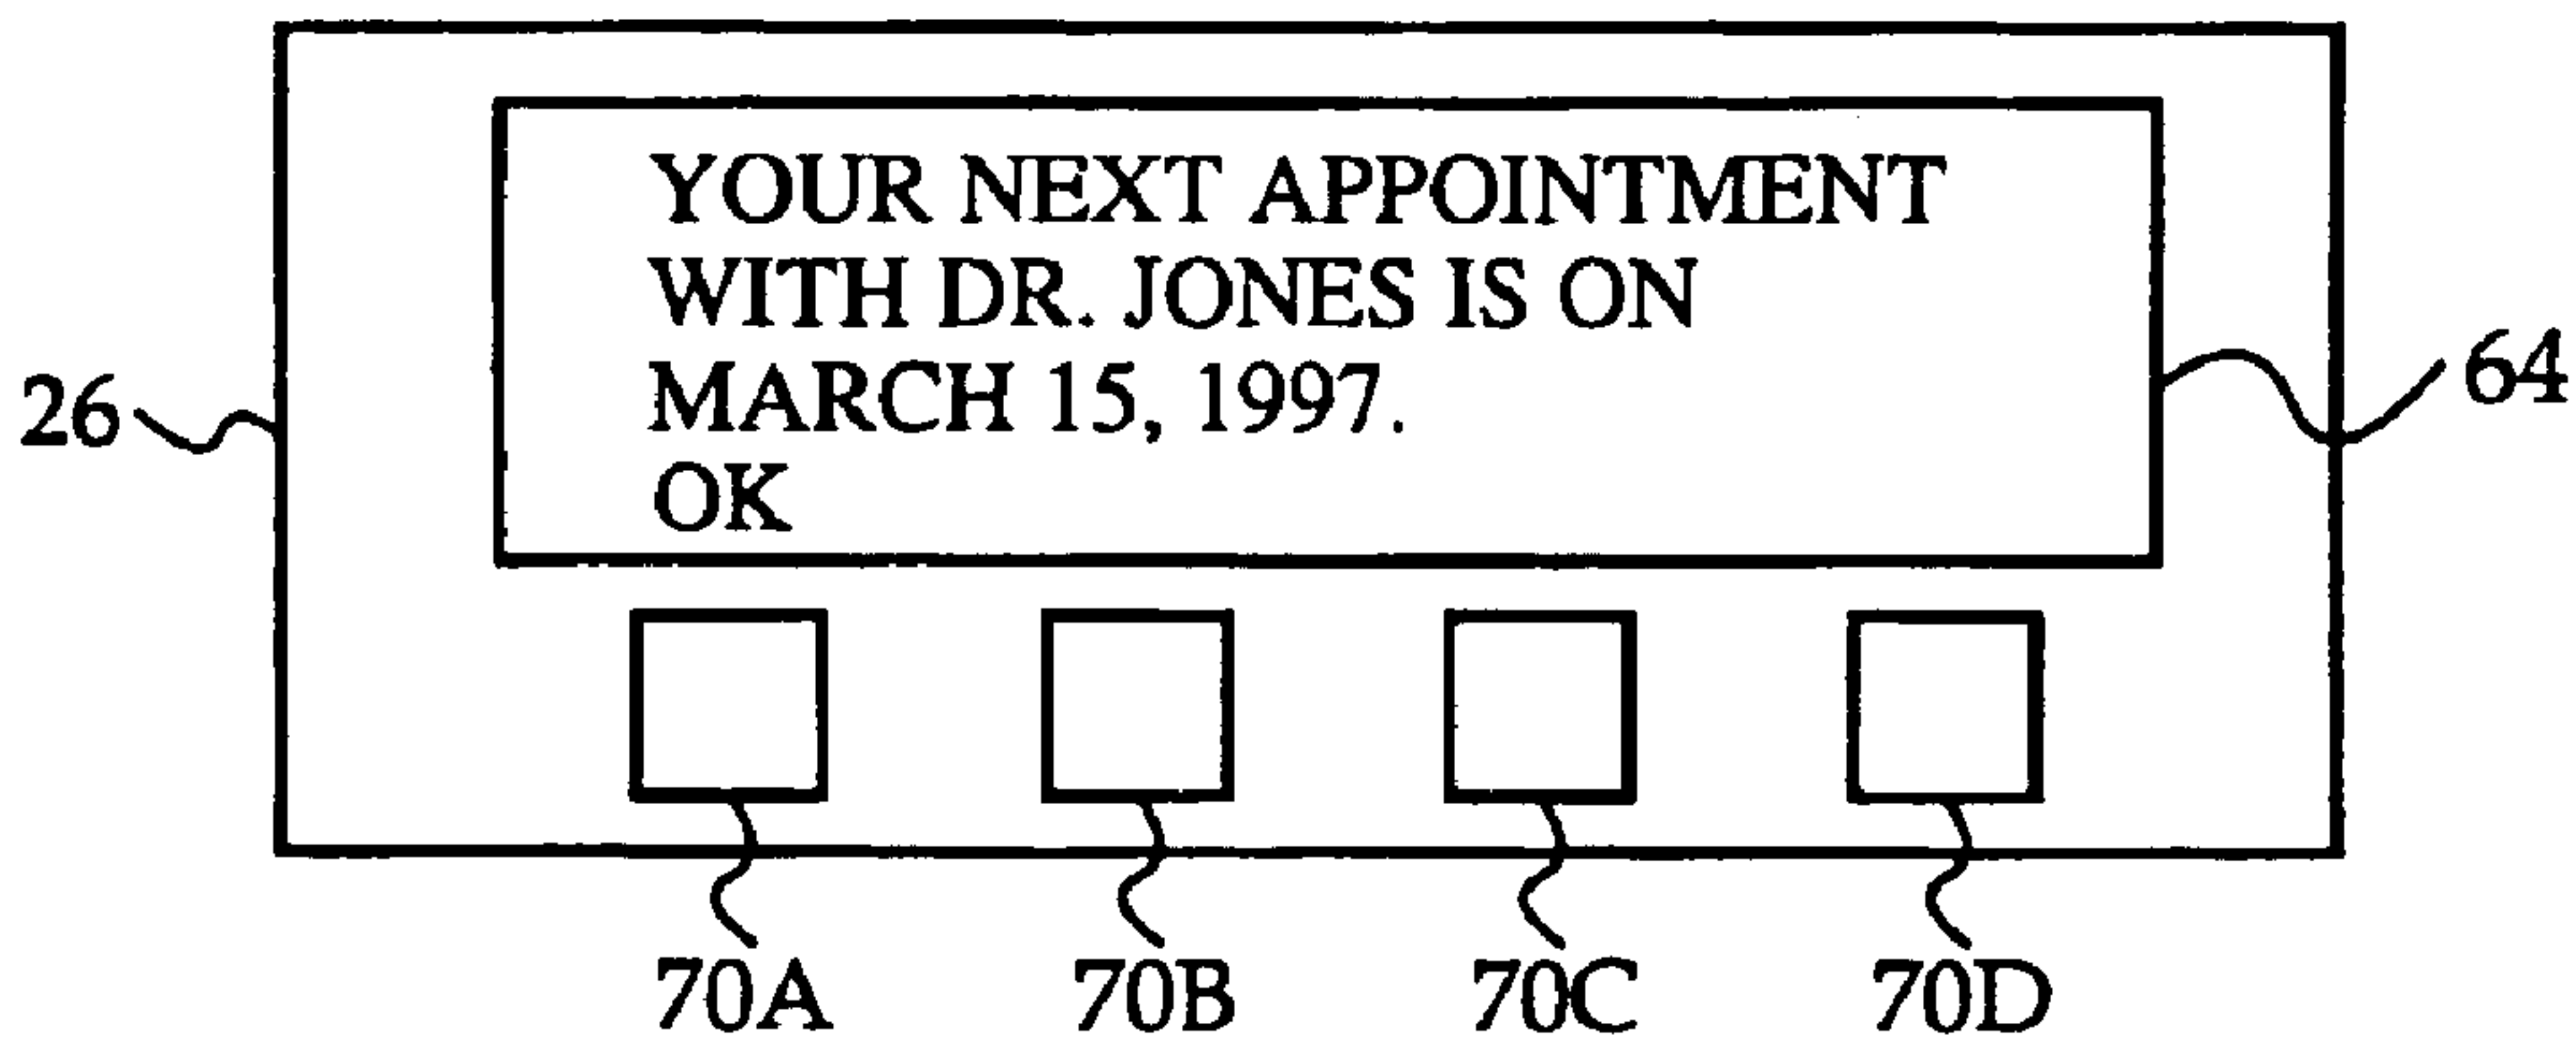 YOUR NEXT APPOINTMENT
WITH DR. JONES IS ON
MARCH 15, 1997.
OK
26
64
70A 70B 70C 70D